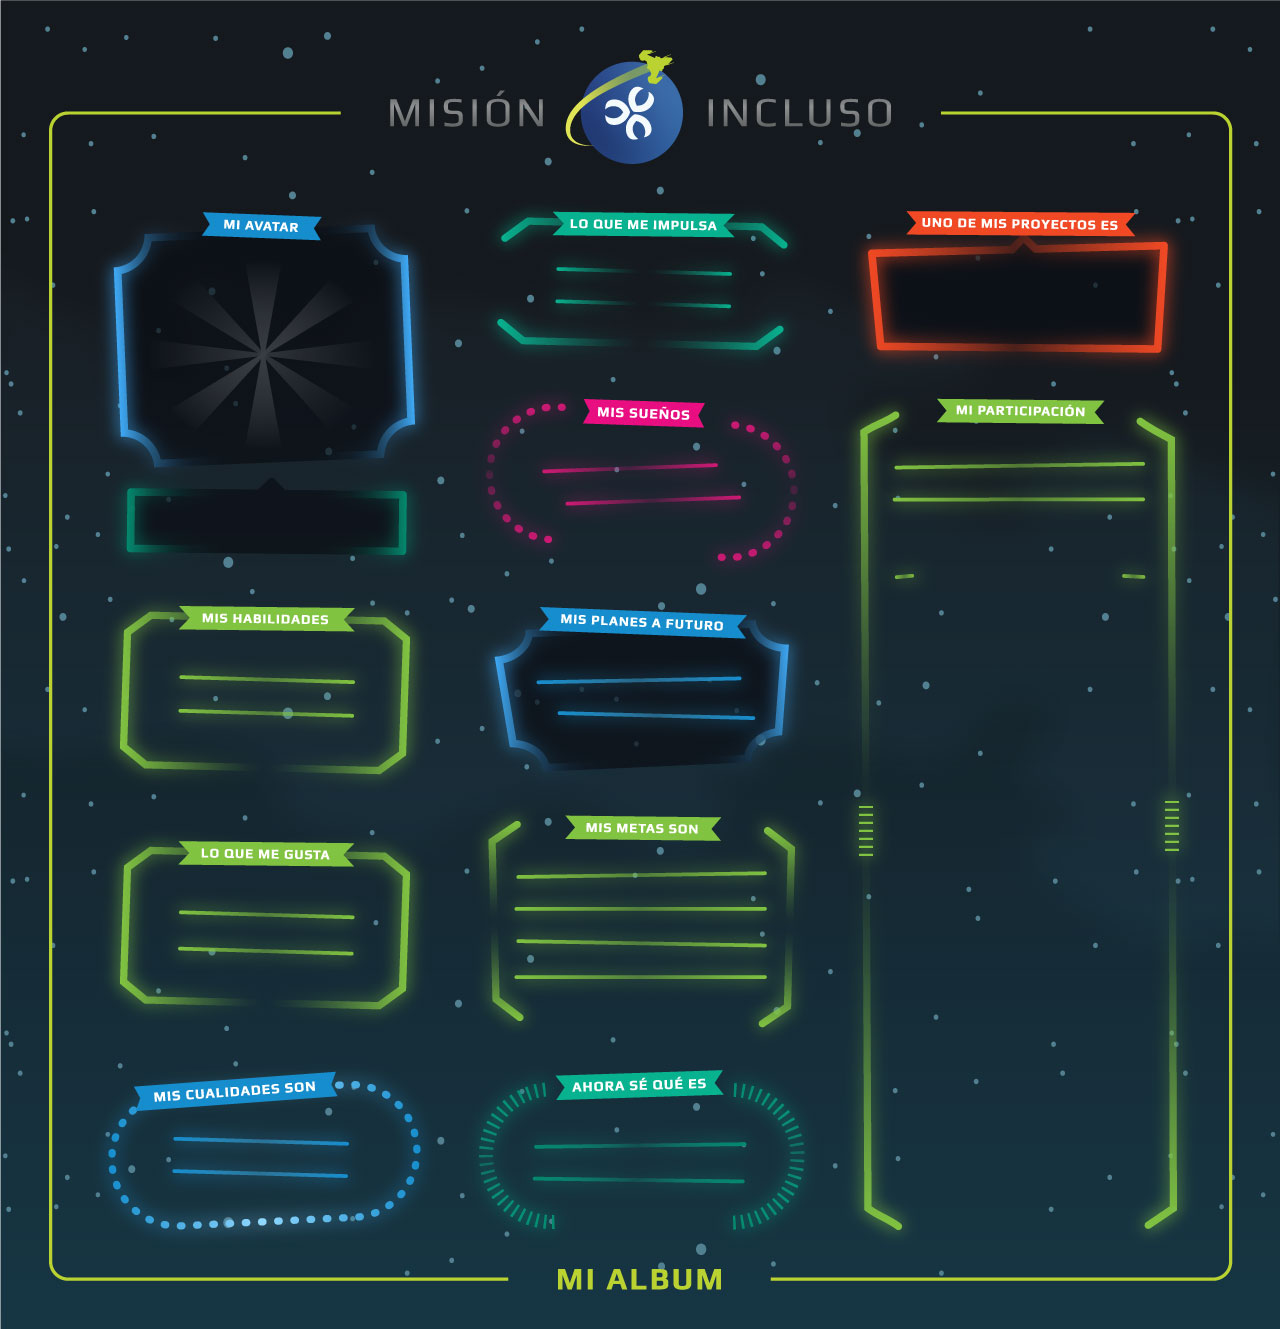 MISIÓN INCLUSO
MI AVATAR
LO QUE ME IMPULSA
UNO DE MIS PROYECTOS ES
MIS SUEÑOS
MI PARTICIPACIÓN
MIS HABILIDADES
MIS PLANES A FUTURO
MIS METAS SON
LO QUE ME GUSTA
MIS CUALIDADES SON
AHORA SÉ QUÉ ES
MI ALBUM